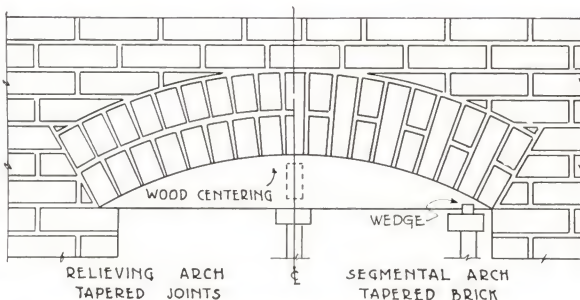 WOOD CENTERING
WEDGE
RELIEVING ARCH
TAPERED JOINTS
℄
SEGMENTAL ARCH
TAPERED BRICK